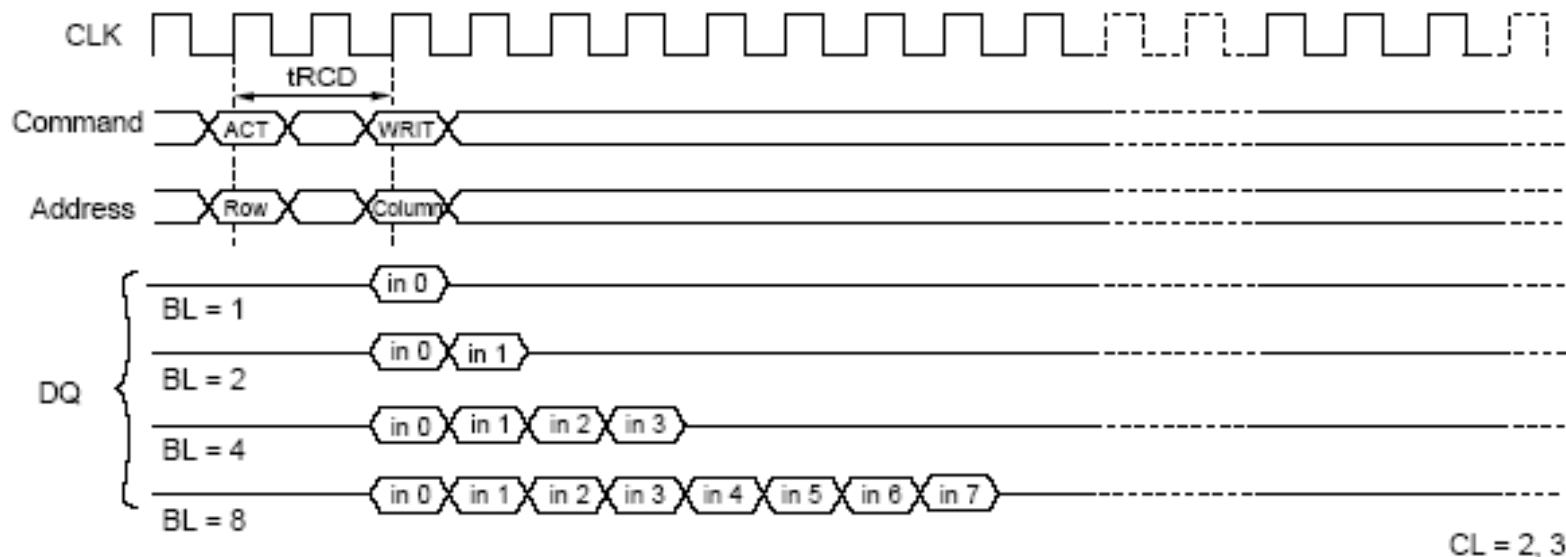 CLK
tRCD
Command ACT WRIT
Address Row Column
in 0
BL = 1
in 0 in 1
BL = 2
DQ
in 0 in 1 in 2 in 3
BL = 4
in 0 in 1 in 2 in 3 in 4 in 5 in 6 in 7
BL = 8
CL = 2, 3